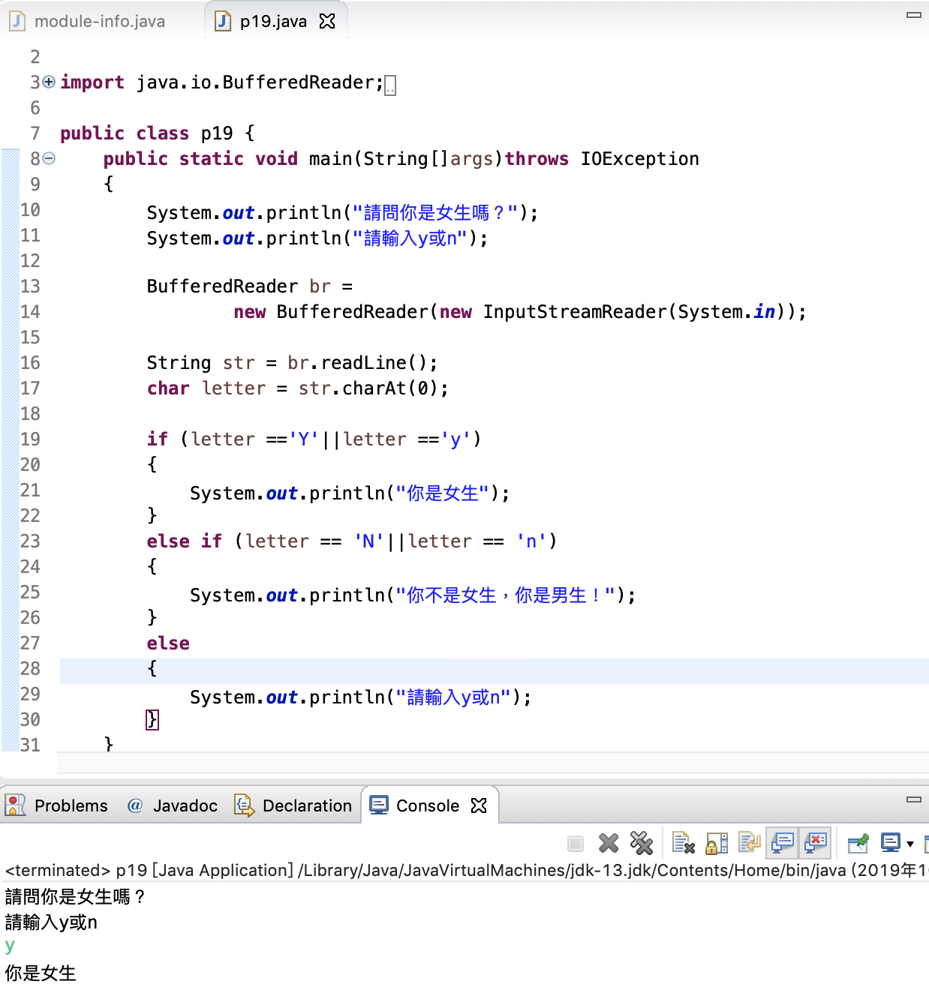 module-info.java
p19.java
2
3 import java.io.BufferedReader;
6
7 public class p19 {
8     public static void main(String[]args)throws IOException
9     {
10         System.out.println("請問你是女生嗎？");
11         System.out.println("請輸入y或n");
12
13         BufferedReader br =
14                 new BufferedReader(new InputStreamReader(System.in));
15
16         String str = br.readLine();
17         char letter = str.charAt(0);
18
19         if (letter =='Y'||letter =='y')
20         {
21             System.out.println("你是女生");
22         }
23         else if (letter == 'N'||letter == 'n')
24         {
25             System.out.println("你不是女生，你是男生！");
26         }
27         else
28         {
29             System.out.println("請輸入y或n");
30         }
31     }
Problems @ Javadoc Declaration Console
<terminated> p19 [Java Application] /Library/Java/JavaVirtualMachines/jdk-13.jdk/Contents/Home/bin/java (2019年1
請問你是女生嗎？
請輸入y或n
y
你是女生